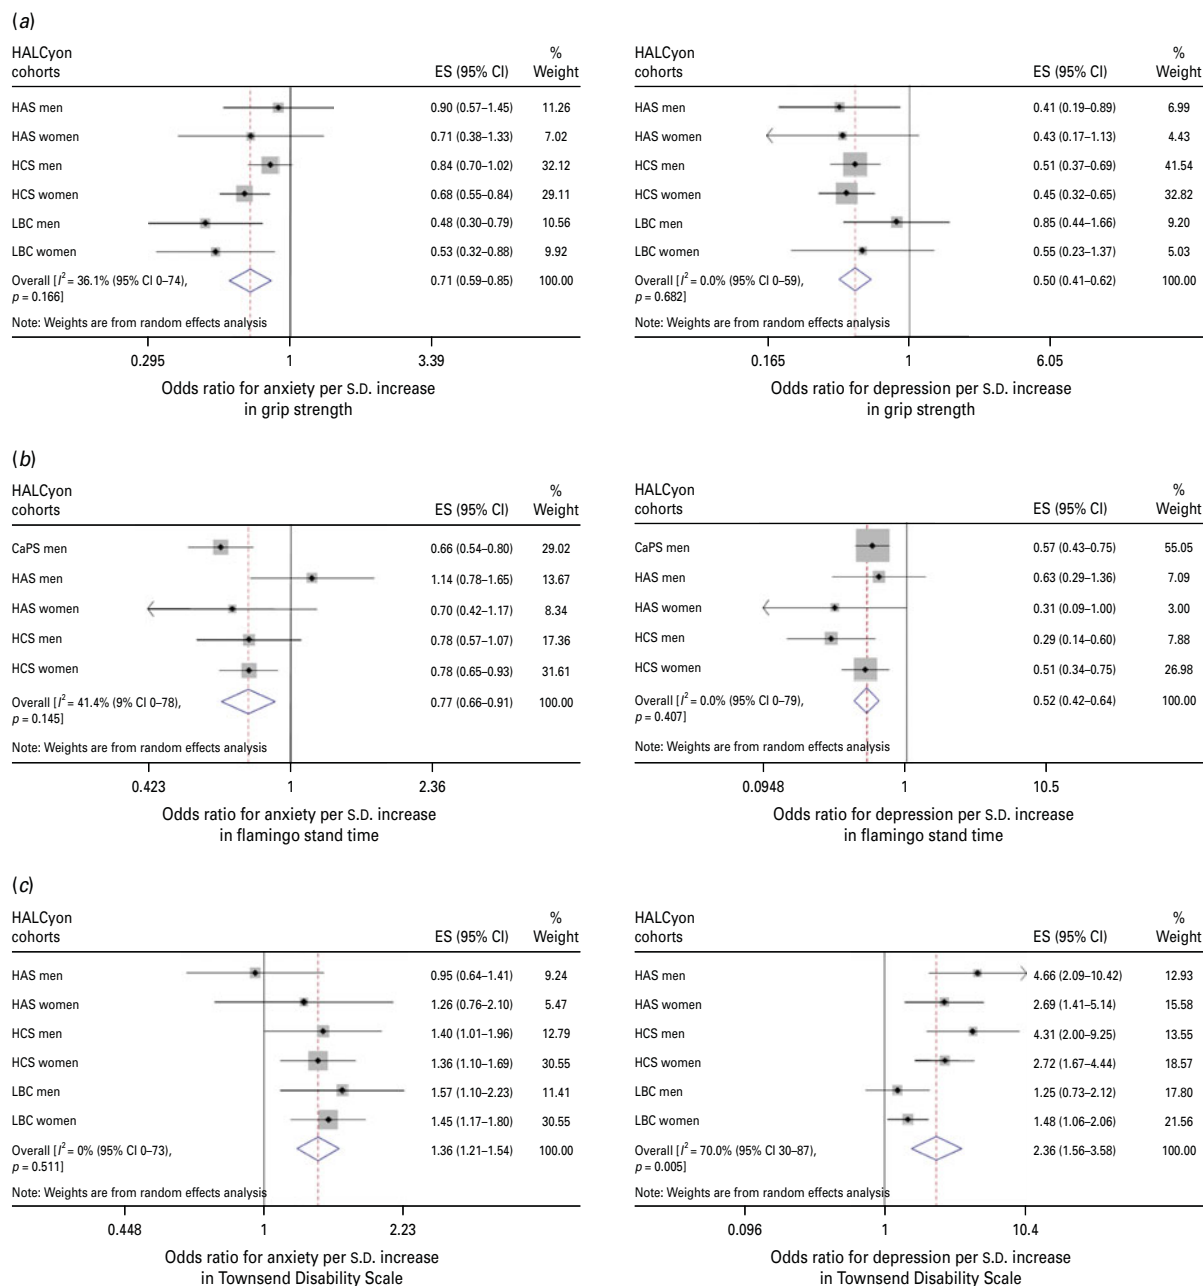 (a)
HALCyon
cohorts ES (95% CI) % Weight
HAS men 0.90 (0.57–1.45) 11.26
HAS women 0.71 (0.38–1.33) 7.02
HCS men 0.84 (0.70–1.02) 32.12
HCS women 0.68 (0.55–0.84) 29.11
LBC men 0.48 (0.30–0.79) 10.56
LBC women 0.53 (0.32–0.88) 9.92
Overall [I² = 36.1% (95% CI 0–74), 0.71 (0.59–0.85) 100.00
p = 0.166]
Note: Weights are from random effects analysis
0.295 1 3.39
Odds ratio for anxiety per S.D. increase
in grip strength
HALCyon
cohorts ES (95% CI) % Weight
HAS men 0.41 (0.19–0.89) 6.99
HAS women 0.43 (0.17–1.13) 4.43
HCS men 0.51 (0.37–0.69) 41.54
HCS women 0.45 (0.32–0.65) 32.82
LBC men 0.85 (0.44–1.66) 9.20
LBC women 0.55 (0.23–1.37) 5.03
Overall [I² = 0.0% (95% CI 0–59), 0.50 (0.41–0.62) 100.00
p = 0.682]
Note: Weights are from random effects analysis
0.165 1 6.05
Odds ratio for depression per S.D. increase
in grip strength
(b)
HALCyon
cohorts ES (95% CI) % Weight
CaPS men 0.66 (0.54–0.80) 29.02
HAS men 1.14 (0.78–1.65) 13.67
HAS women 0.70 (0.42–1.17) 8.34
HCS men 0.78 (0.57–1.07) 17.36
HCS women 0.78 (0.65–0.93) 31.61
Overall [I² = 41.4% (9% CI 0–78), 0.77 (0.66–0.91) 100.00
p = 0.145]
Note: Weights are from random effects analysis
0.423 1 2.36
Odds ratio for anxiety per S.D. increase
in flamingo stand time
HALCyon
cohorts ES (95% CI) % Weight
CaPS men 0.57 (0.43–0.75) 55.05
HAS men 0.63 (0.29–1.36) 7.09
HAS women 0.31 (0.09–1.00) 3.00
HCS men 0.29 (0.14–0.60) 7.88
HCS women 0.51 (0.34–0.75) 26.98
Overall [I² = 0.0% (95% CI 0–79), 0.52 (0.42–0.64) 100.00
p = 0.407]
Note: Weights are from random effects analysis
0.0948 1 10.5
Odds ratio for depression per S.D. increase
in flamingo stand time
(c)
HALCyon
cohorts ES (95% CI) % Weight
HAS men 0.95 (0.64–1.41) 9.24
HAS women 1.26 (0.76–2.10) 5.47
HCS men 1.40 (1.01–1.96) 12.79
HCS women 1.36 (1.10–1.69) 30.55
LBC men 1.57 (1.10–2.23) 11.41
LBC women 1.45 (1.17–1.80) 30.55
Overall [I² = 0% (95% CI 0–73), 1.36 (1.21–1.54) 100.00
p = 0.511]
Note: Weights are from random effects analysis
0.448 1 2.23
Odds ratio for anxiety per S.D. increase
in Townsend Disability Scale
HALCyon
cohorts ES (95% CI) % Weight
HAS men 4.66 (2.09–10.42) 12.93
HAS women 2.69 (1.41–5.14) 15.58
HCS men 4.31 (2.00–9.25) 13.55
HCS women 2.72 (1.67–4.44) 18.57
LBC men 1.25 (0.73–2.12) 17.80
LBC women 1.48 (1.06–2.06) 21.56
Overall [I² = 70.0% (95% CI 30–87), 2.36 (1.56–3.58) 100.00
p = 0.005]
Note: Weights are from random effects analysis
0.096 1 10.4
Odds ratio for depression per S.D. increase
in Townsend Disability Scale